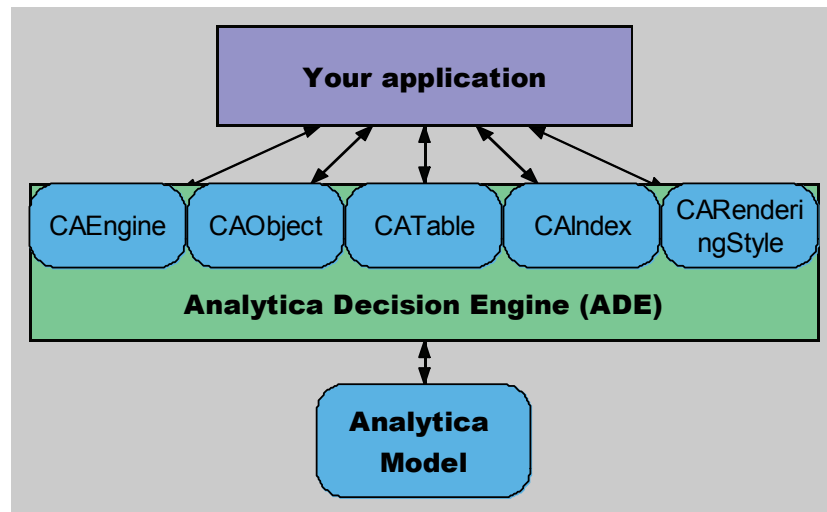 Your application
CAEngine
CAObject
CATable
CAIndex
CARenderi
ngStyle
Analytica Decision Engine (ADE)
Analytica
Model